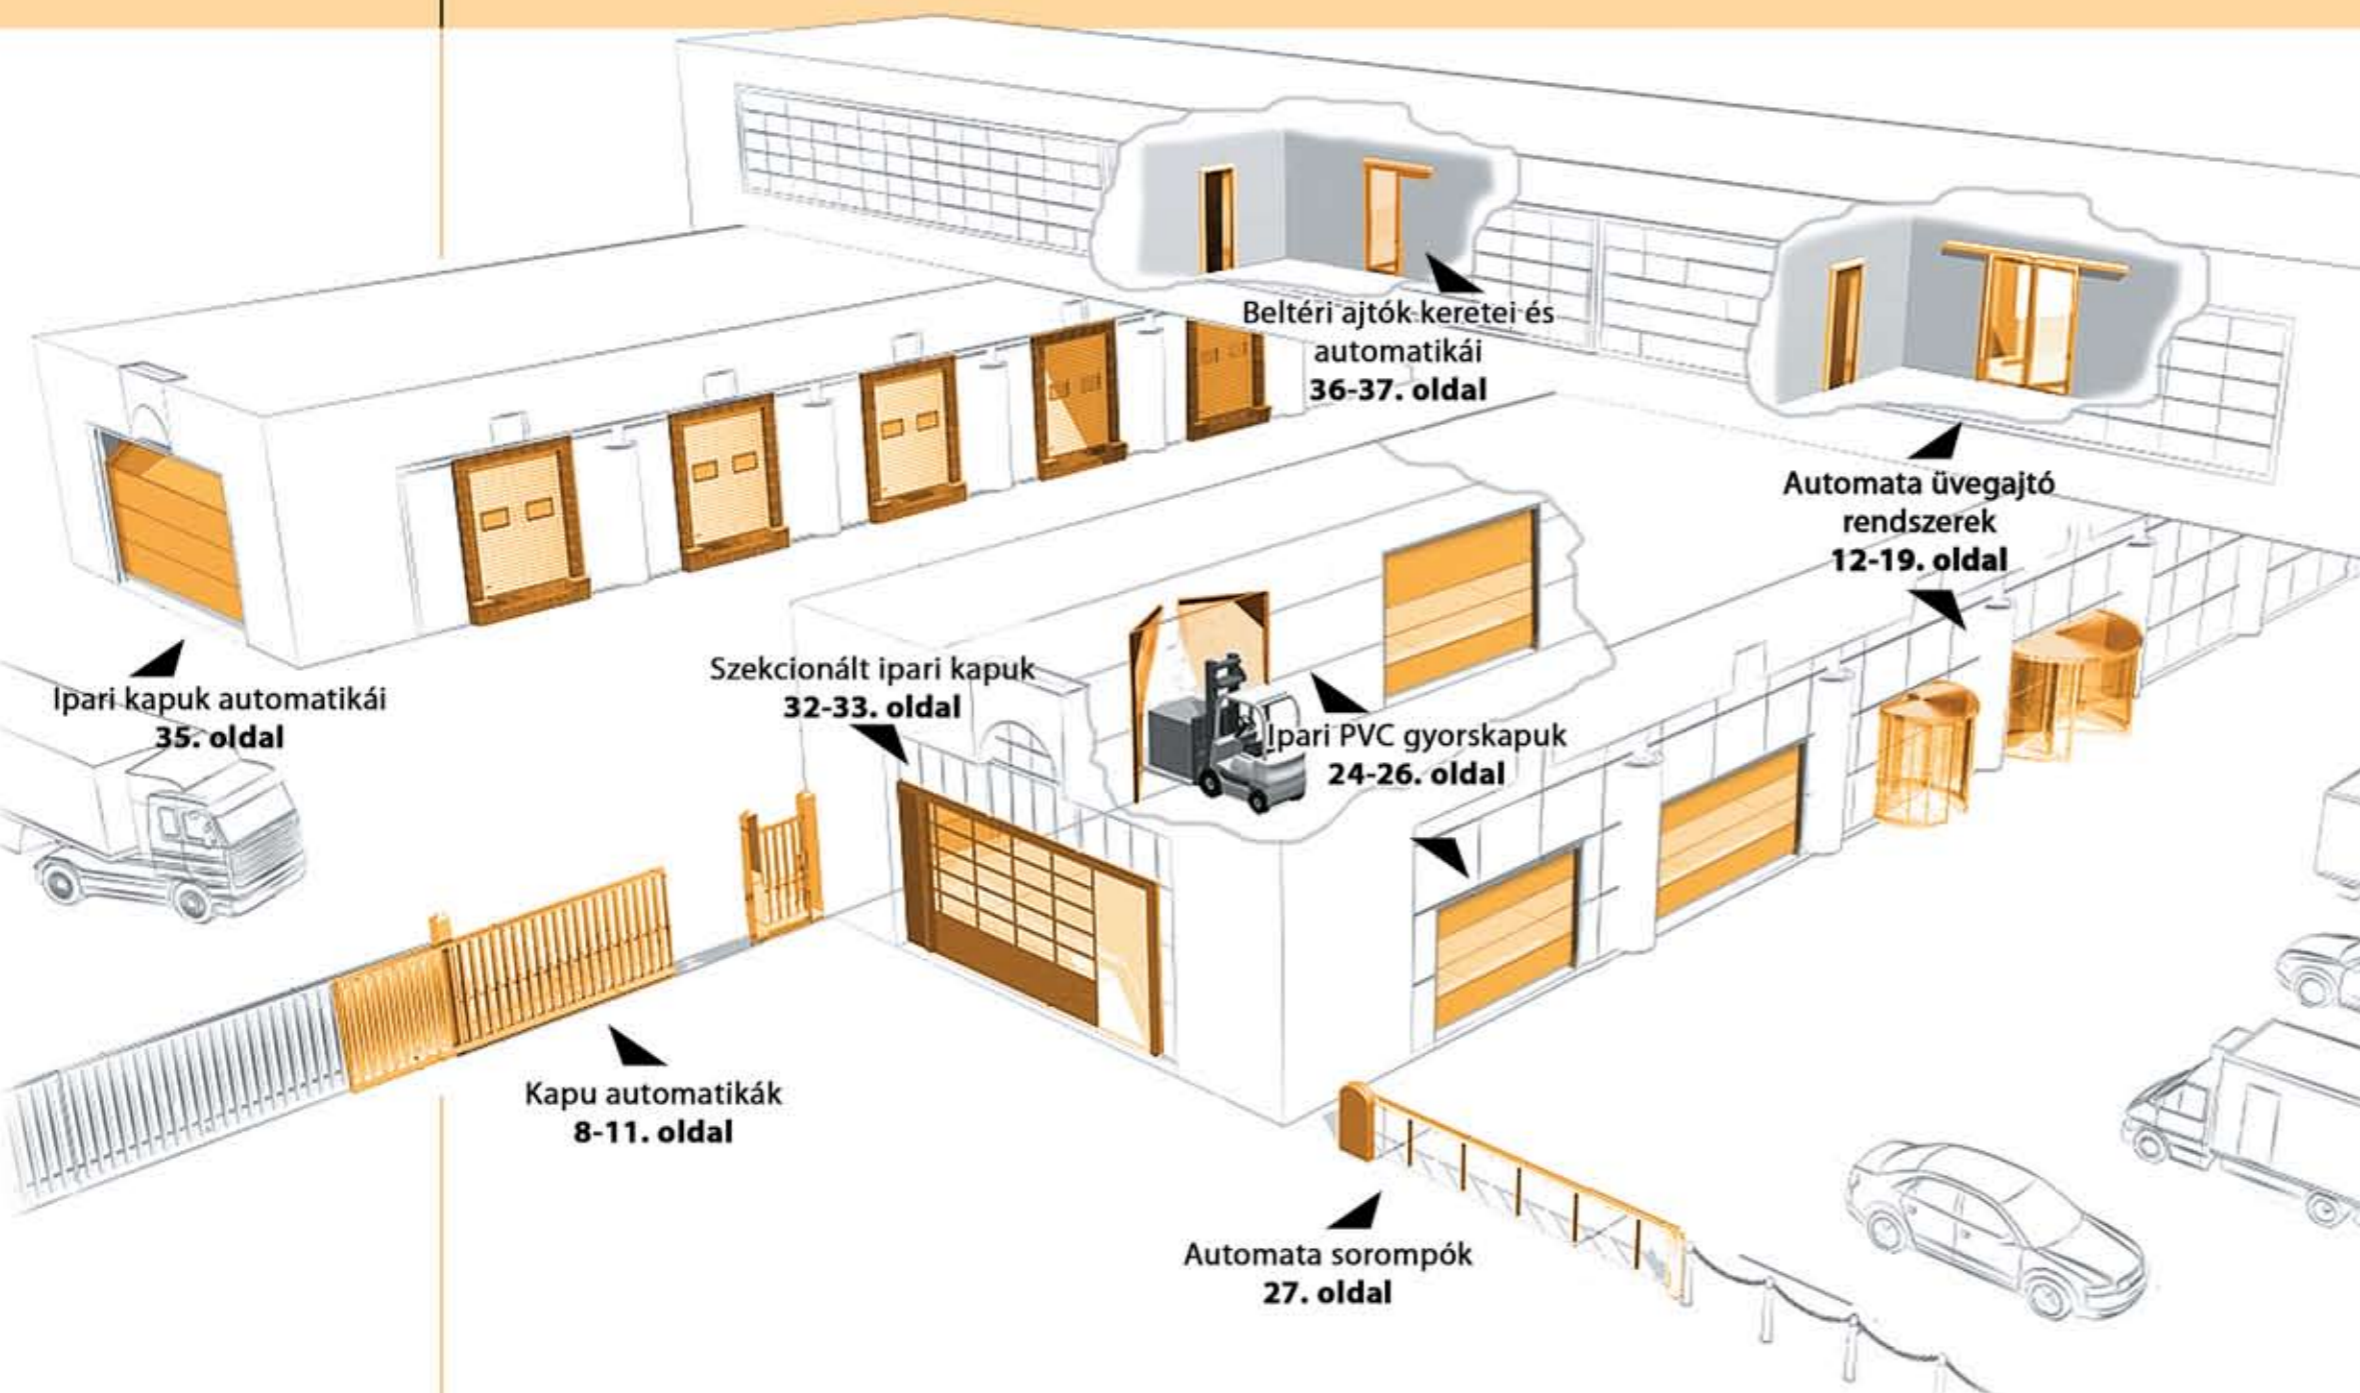 Beltéri ajtók keretei és
automatikái
36-37. oldal
Automata üvegajtó
rendszerek
12-19. oldal
Ipari kapuk automatikái
35. oldal
Szekcionált ipari kapuk
32-33. oldal
Ipari PVC gyorskapuk
24-26. oldal
Kapu automatikák
8-11. oldal
Automata sorompók
27. oldal